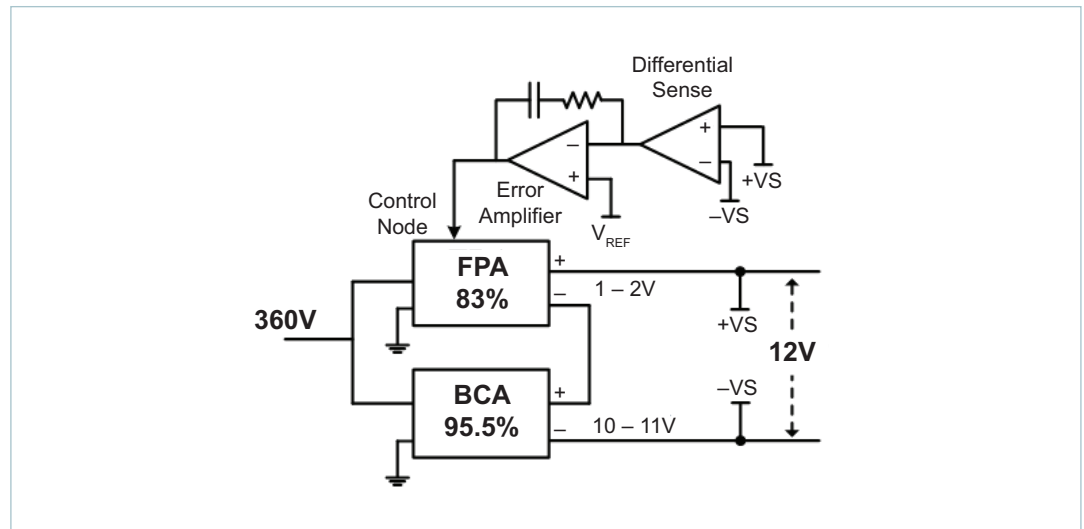 Differential
Sense
+
–
+VS
–VS
–
+
Error
Amplifier
V_REF
Control
Node
FPA
83%
+
–
1 – 2V
360V
+VS
12V
–VS
BCA
95.5%
+
–
10 – 11V